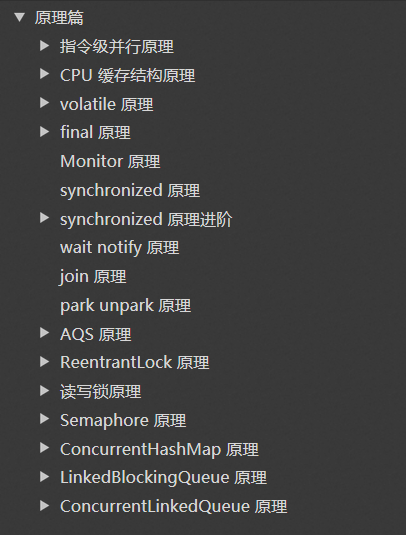 原理篇
指令级并行原理
CPU 缓存结构原理
volatile 原理
final 原理
Monitor 原理
synchronized 原理
synchronized 原理进阶
wait notify 原理
join 原理
park unpark 原理
AQS 原理
ReentrantLock 原理
读写锁原理
Semaphore 原理
ConcurrentHashMap 原理
LinkedBlockingQueue 原理
ConcurrentLinkedQueue 原理